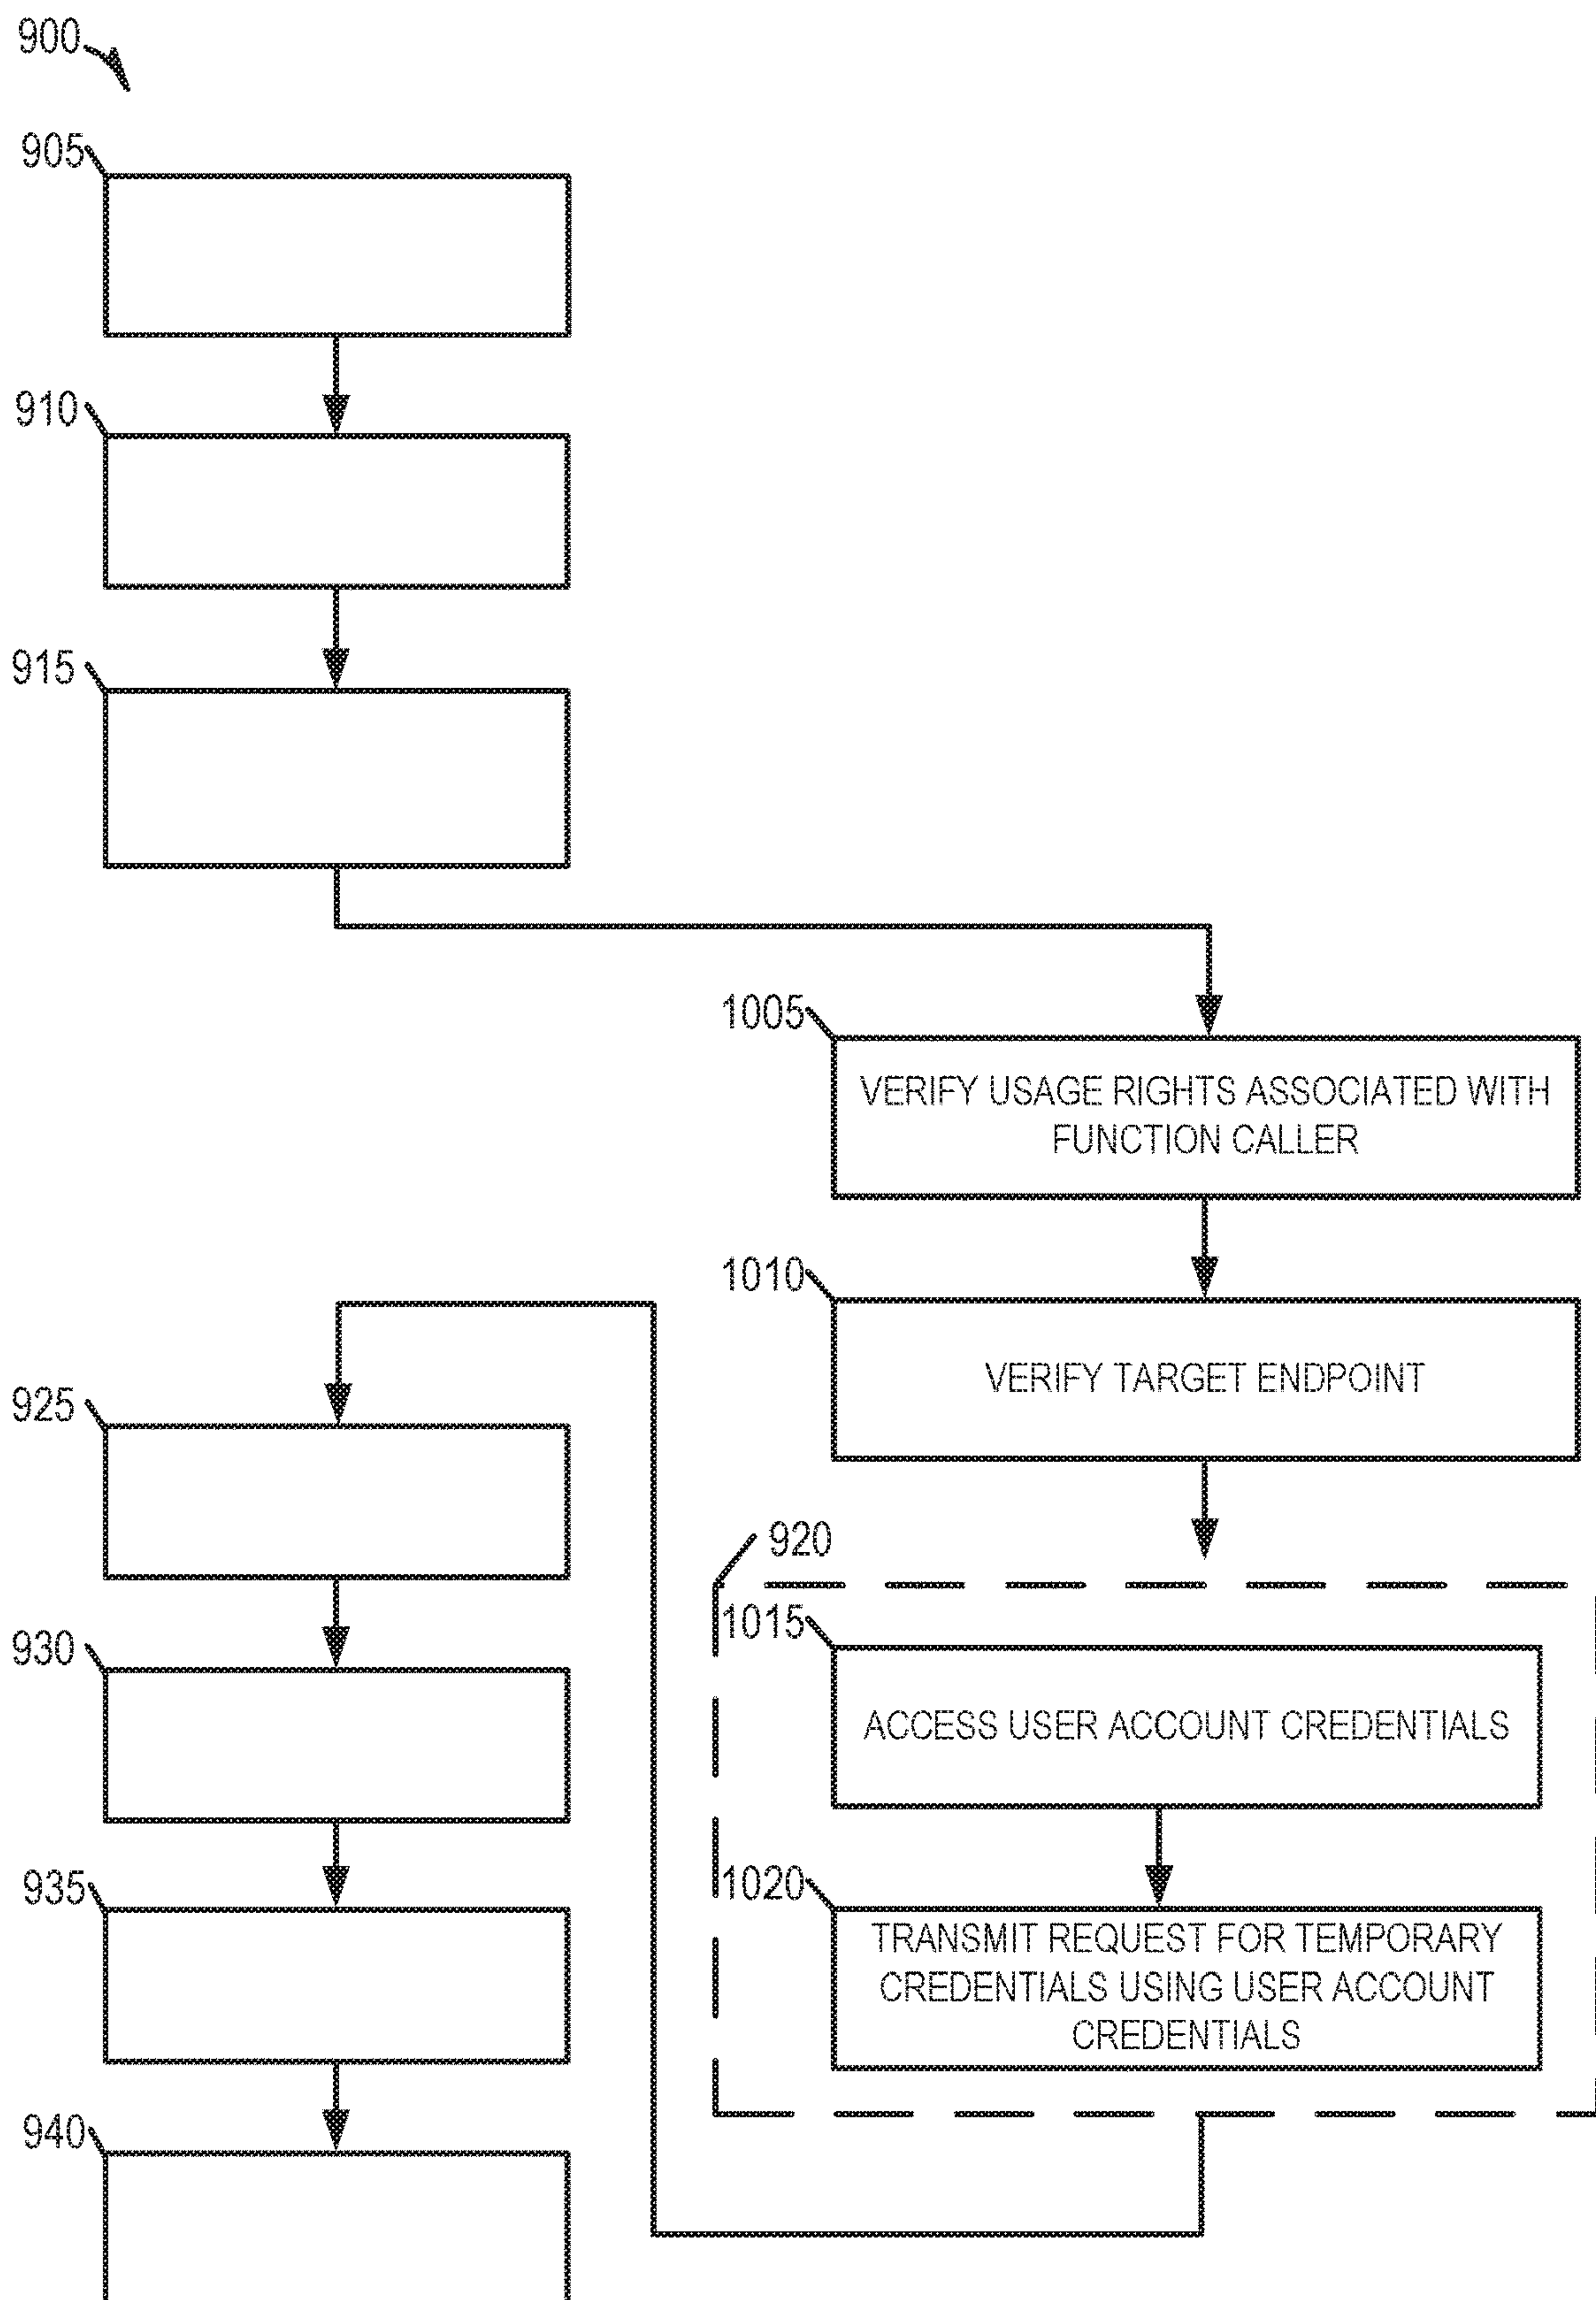 900
905
910
915
1005
VERIFY USAGE RIGHTS ASSOCIATED WITH
FUNCTION CALLER
1010
VERIFY TARGET ENDPOINT
920
1015
ACCESS USER ACCOUNT CREDENTIALS
1020
TRANSMIT REQUEST FOR TEMPORARY
CREDENTIALS USING USER ACCOUNT
CREDENTIALS
925
930
935
940